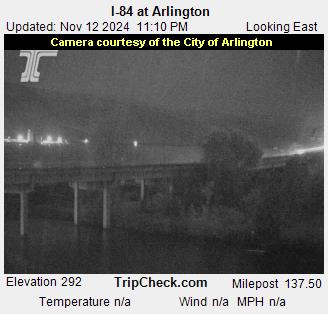 I-84 at Arlington
Updated: Nov 12 2024 11:10 PM Looking East
Camera courtesy of the City of Arlington
Elevation 292 TripCheck.com Milepost 137.50
Temperature n/a Wind n/a MPH n/a